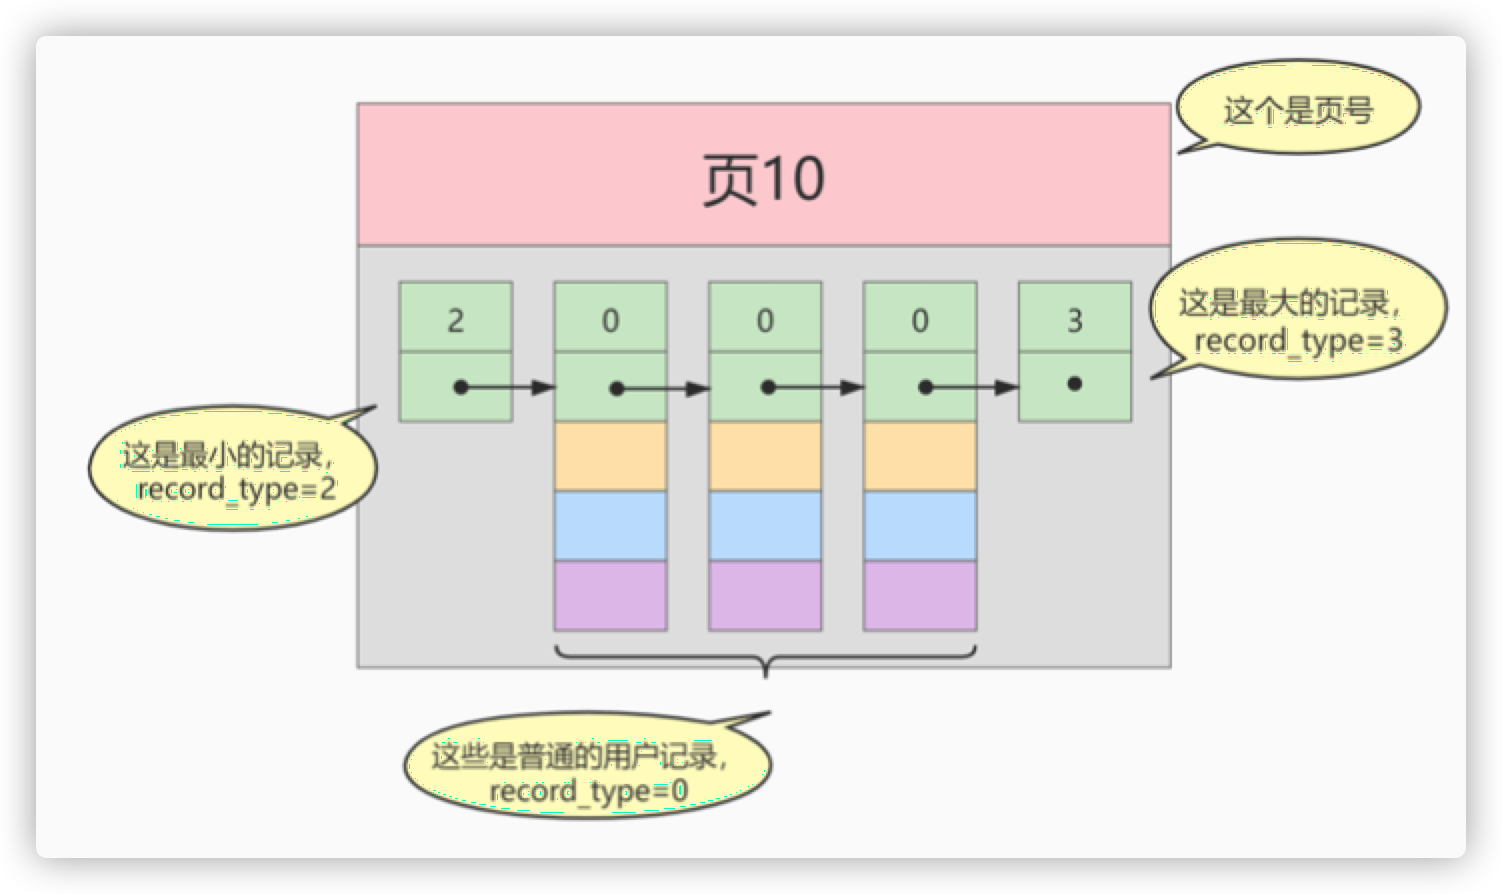 这个是页号
页10
2 0 0 0 3
这是最大的记录，
record_type=3
这是最小的记录，
record_type=2
这些是普通的用户记录，
record_type=0